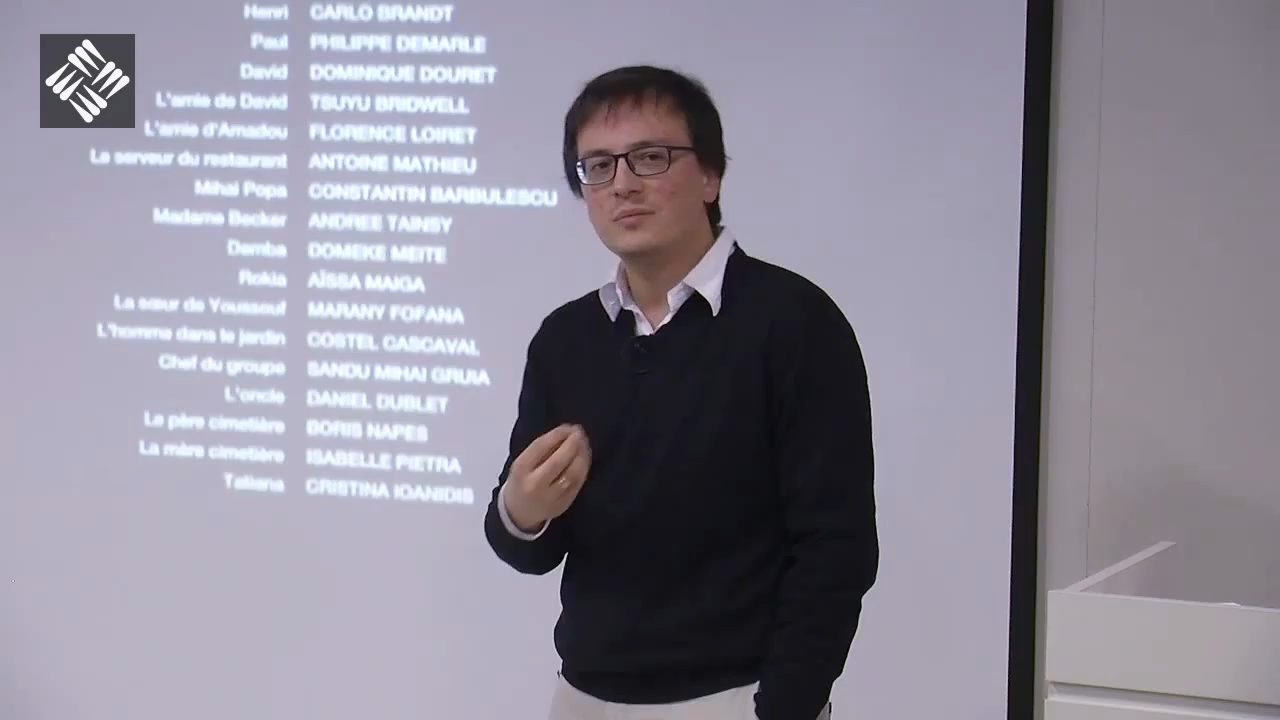 Henri CARLO BRANDT
Paul PHILIPPE DEMARLE
David DOMINIQUE DOURET
L'amie de David TSUYU BRIDWELL
L'amie d'Amadou FLORENCE LOIRET
Le serveur du restaurant ANTOINE MATHIEU
Mihai Popa CONSTANTIN BARBULESCU
Madame Becker ANDREE TAINSY
Damba DOMEKE MEITE
Rokia AÏSSA MAIGA
La sœur de Youssouf MARANY FOFANA
L'homme dans le jardin COSTEL CASCAVAL
Chef du groupe SANDU MIHAI GRUIA
L'oncle DANIEL DUBLET
Le père cimetière BORIS NAPES
La mère cimetière ISABELLE PIETRA
Tatiana CRISTINA IOANIDIS